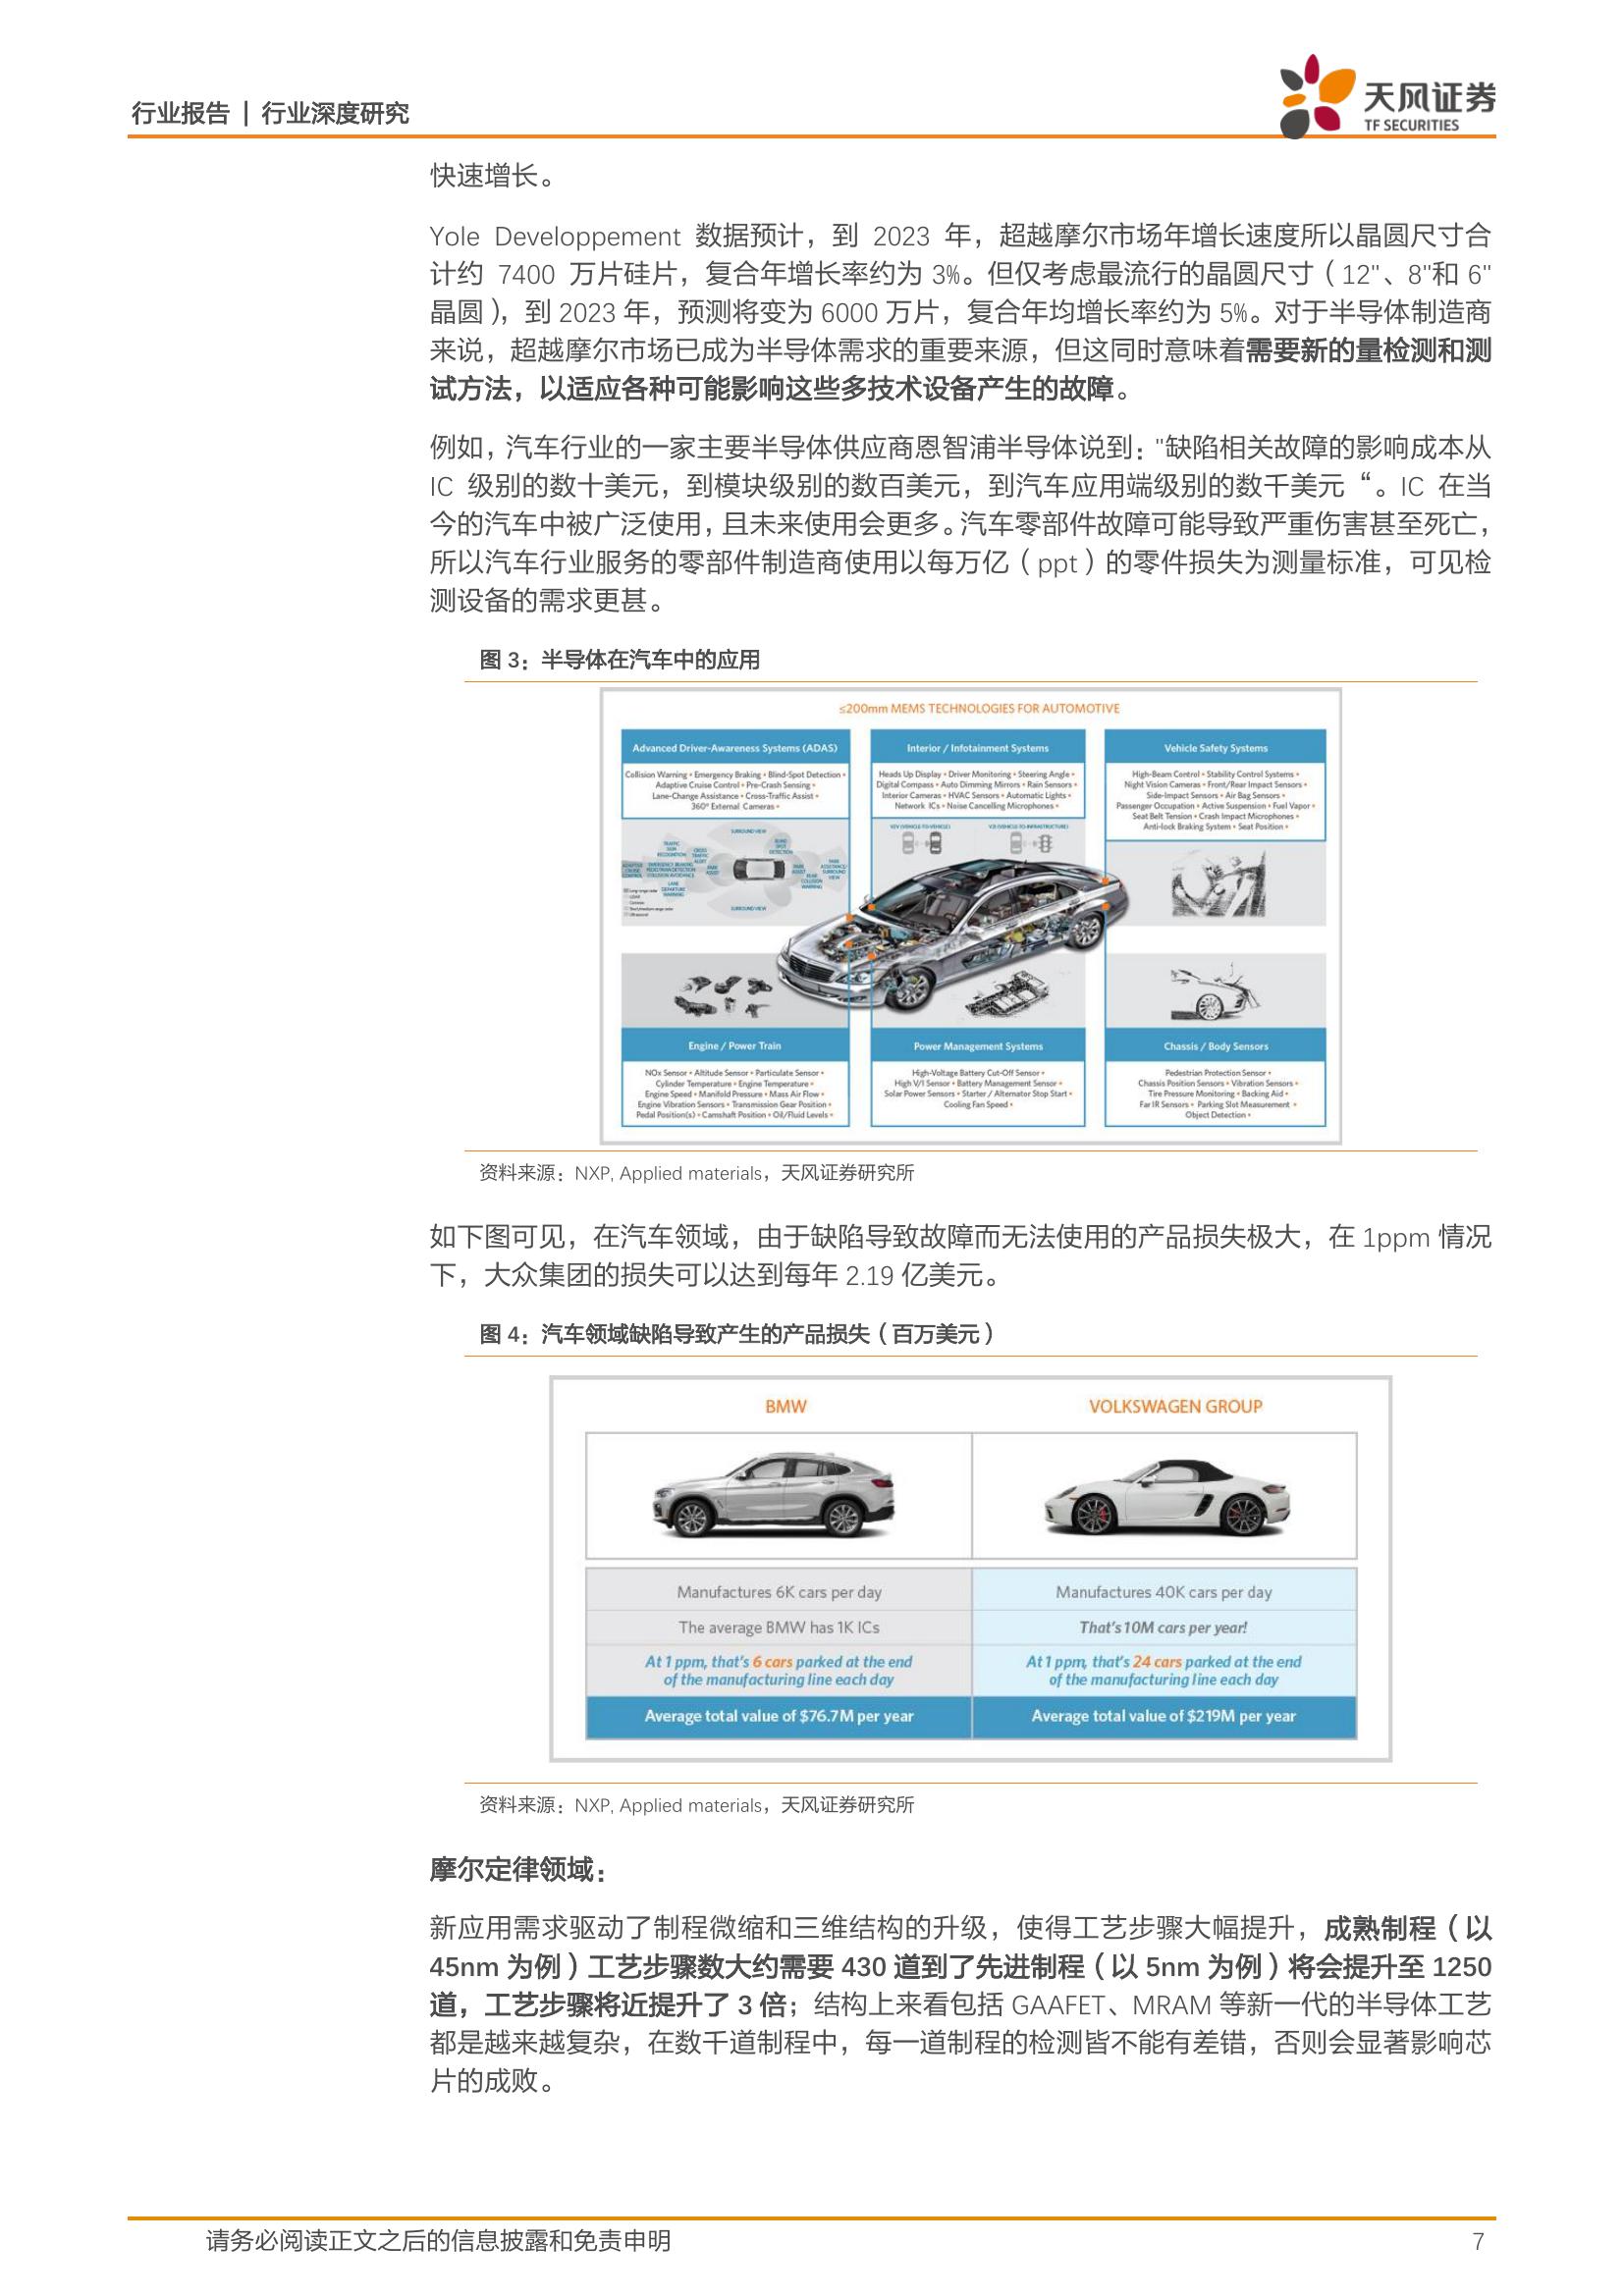 行业报告 | 行业深度研究
天风证券
TF SECURITIES
快速增长。
Yole Developpement 数据预计，到 2023 年，超越摩尔市场年增长速度所以晶圆尺寸合
计约 7400 万片硅片，复合年增长率约为 3%。但仅考虑最流行的晶圆尺寸（12"、8"和 6"
晶圆），到 2023 年，预测将变为 6000 万片，复合年均增长率约为 5%。对于半导体制造商
来说，超越摩尔市场已成为半导体需求的重要来源，但这同时意味着需要新的量检测和测
试方法，以适应各种可能影响这些多技术设备产生的故障。
例如，汽车行业的一家主要半导体供应商恩智浦半导体说到："缺陷相关故障的影响成本从
IC 级别的数十美元，到模块级别的数百美元，到汽车应用端级别的数千美元“。IC 在当
今的汽车中被广泛使用，且未来使用会更多。汽车零部件故障可能导致严重伤害甚至死亡，
所以汽车行业服务的零部件制造商使用以每万亿（ppt）的零件损失为测量标准，可见检
测设备的需求更甚。
图 3：半导体在汽车中的应用
≤200mm MEMS TECHNOLOGIES FOR AUTOMOTIVE
Advanced Driver-Awareness Systems (ADAS)
Collision Warning • Emergency Braking • Blind-Spot Detection •
Adaptive Cruise Control • Pre-Crash Sensing •
Lane-Change Assistance • Cross-Traffic Assist •
360° External Cameras •
Interior / Infotainment Systems
Heads Up Display • Driver Monitoring • Steering Angle •
Digital Compass • Auto Dimming Mirrors • Rain Sensors •
Interior Cameras • HVAC Sensors • Automatic Lights •
Network ICs • Noise Cancelling Microphones •
Vehicle Safety Systems
High-Beam Control • Stability Control Systems •
Night Vision Cameras • Front/Rear Impact Sensors •
Side-Impact Sensors • Air Bag Sensors •
Passenger Occupation • Active Suspension • Fuel Vapor •
Seat Belt Tension • Crash Impact Microphones •
Anti-lock Braking System • Seat Position •
V2V (VEHICLE-TO-VEHICLE)
V2I (VEHICLE-TO-INFRASTRUCTURE)
SURROUND VIEW
TRAFFIC
SIGN
RECOGNITION
CROSS
TRAFFIC
ALERT
BLIND
SPOT
DETECTION
ADAPTIVE
CRUISE
CONTROL
EMERGENCY BRAKING
PEDESTRIAN DETECTION
COLLISION AVOIDANCE
PARK
ASSIST
PARK
ASSIST
PARK
ASSISTANCE/
SURROUND
VIEW
LANE
DEPARTURE
WARNING
REAR
COLLISION
WARNING
SURROUND VIEW
Engine / Power Train
NOx Sensor • Altitude Sensor • Particulate Sensor •
Cylinder Temperature • Engine Temperature •
Engine Speed • Manifold Pressure • Mass Air Flow •
Engine Vibration Sensors • Transmission Gear Position •
Pedal Position(s) • Camshaft Position • Oil/Fluid Levels •
Power Management Systems
High-Voltage Battery Cut-Off Sensor •
High V/I Sensor • Battery Management Sensor •
Solar Power Sensors • Starter / Alternator Stop Start •
Cooling Fan Speed •
Chassis / Body Sensors
Pedestrian Protection Sensor •
Chassis Position Sensors • Vibration Sensors •
Tire Pressure Monitoring • Backing Aid •
Far IR Sensors • Parking Slot Measurement •
Object Detection •
资料来源：NXP, Applied materials，天风证券研究所
如下图可见，在汽车领域，由于缺陷导致故障而无法使用的产品损失极大，在 1ppm 情况
下，大众集团的损失可以达到每年 2.19 亿美元。
图 4：汽车领域缺陷导致产生的产品损失（百万美元）
BMW
VOLKSWAGEN GROUP
Manufactures 6K cars per day
Manufactures 40K cars per day
The average BMW has 1K ICs
That's 10M cars per year!
At 1 ppm, that's 6 cars parked at the end
of the manufacturing line each day
At 1 ppm, that's 24 cars parked at the end
of the manufacturing line each day
Average total value of $76.7M per year
Average total value of $219M per year
资料来源：NXP, Applied materials，天风证券研究所
摩尔定律领域：
新应用需求驱动了制程微缩和三维结构的升级，使得工艺步骤大幅提升，成熟制程（以
45nm 为例）工艺步骤数大约需要 430 道到了先进制程（以 5nm 为例）将会提升至 1250
道，工艺步骤将近提升了 3 倍；结构上来看包括 GAAFET、MRAM 等新一代的半导体工艺
都是越来越复杂，在数千道制程中，每一道制程的检测皆不能有差错，否则会显著影响芯
片的成败。
请务必阅读正文之后的信息披露和免责申明
7